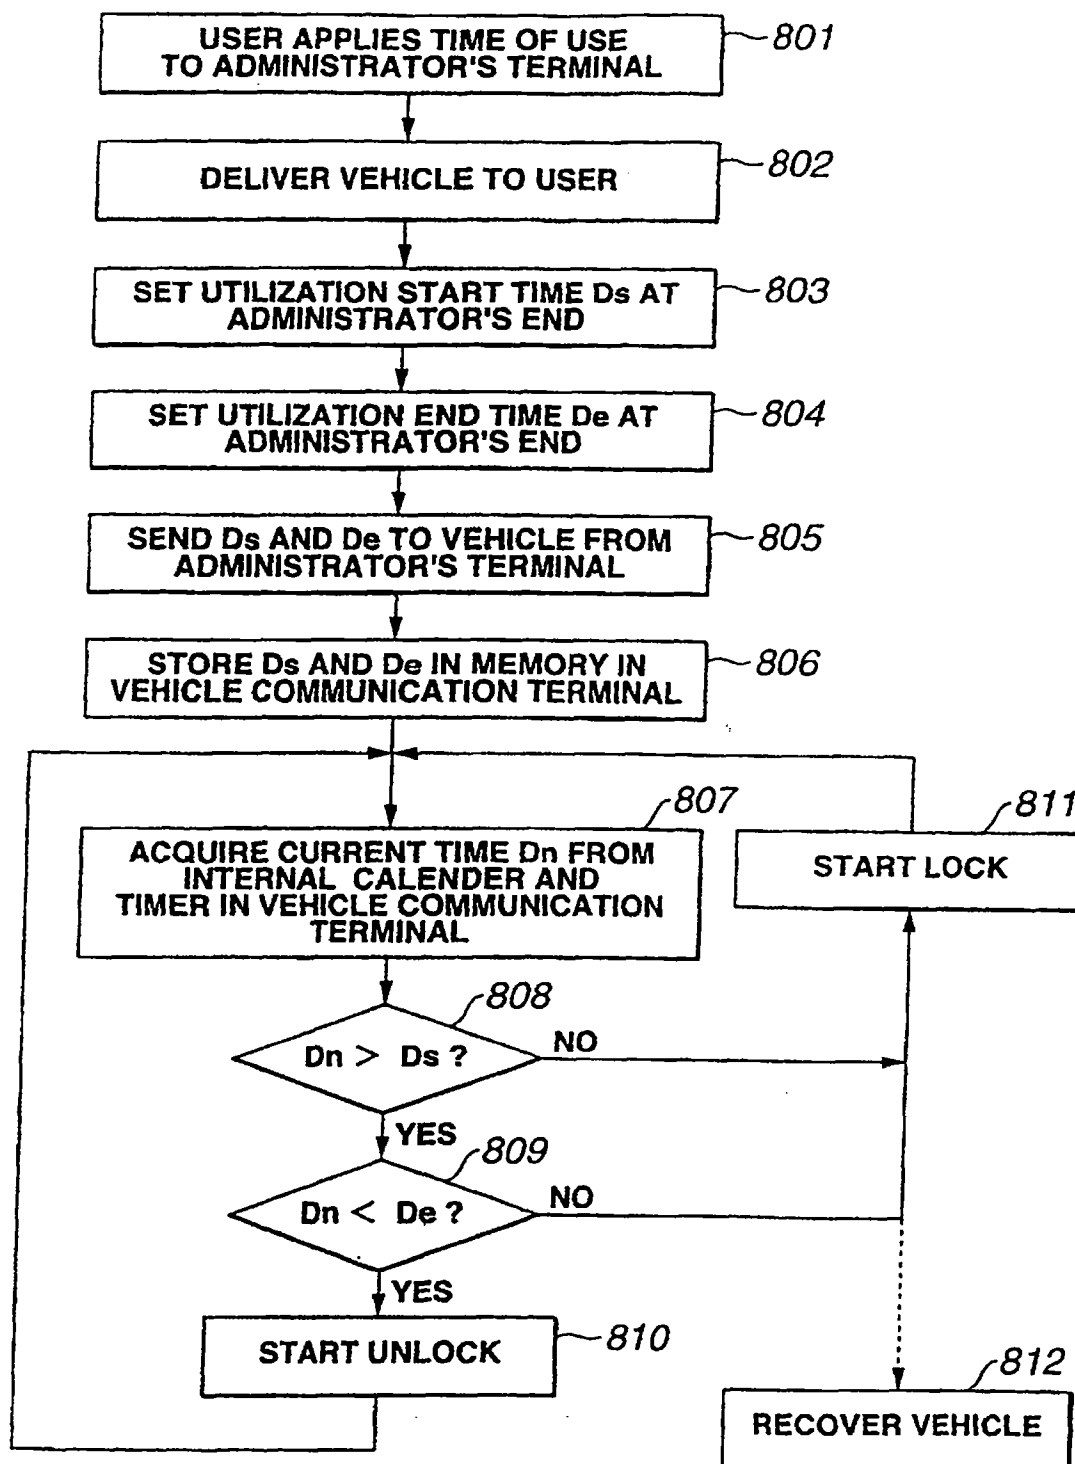 USER APPLIES TIME OF USE
TO ADMINISTRATOR'S TERMINAL
801
DELIVER VEHICLE TO USER
802
SET UTILIZATION START TIME Ds AT
ADMINISTRATOR'S END
803
SET UTILIZATION END TIME De AT
ADMINISTRATOR'S END
804
SEND Ds AND De TO VEHICLE FROM
ADMINISTRATOR'S TERMINAL
805
STORE Ds AND De IN MEMORY IN
VEHICLE COMMUNICATION TERMINAL
806
807
ACQUIRE CURRENT TIME Dn FROM
INTERNAL CALENDER AND
TIMER IN VEHICLE COMMUNICATION
TERMINAL
811
START LOCK
808
Dn > Ds ?
NO
YES
809
Dn < De ?
NO
YES
START UNLOCK
810
812
RECOVER VEHICLE